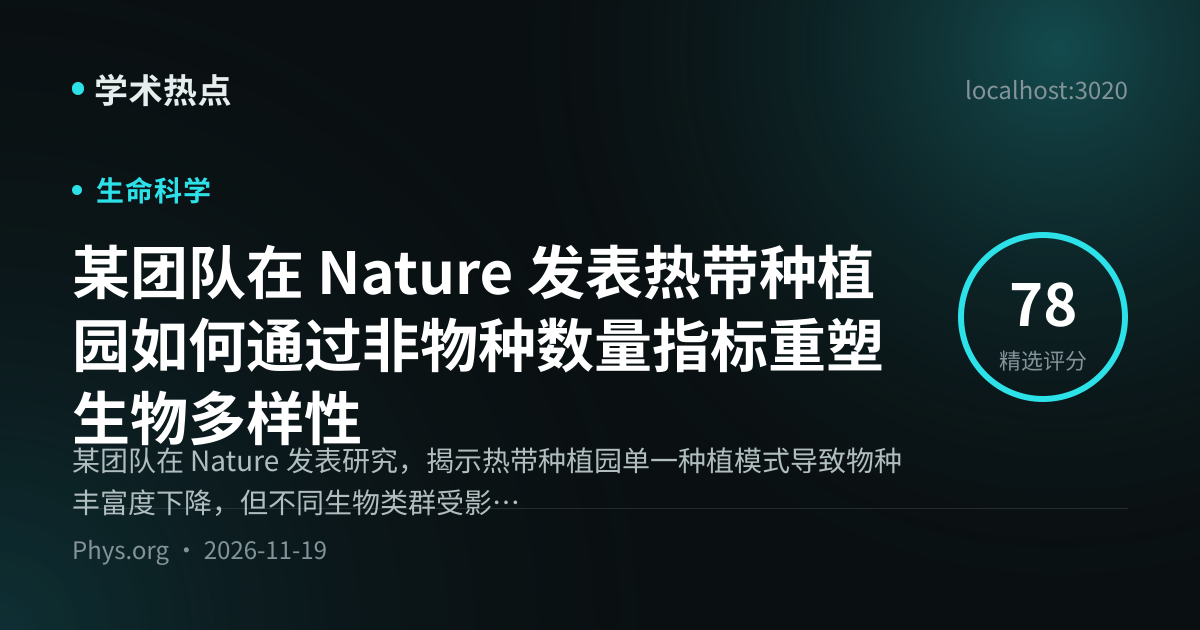 学术热点
localhost:3020
生命科学
某团队在 Nature 发表热带种植
园如何通过非物种数量指标重塑
生物多样性
78
精选评分
某团队在 Nature 发表研究，揭示热带种植园单一种植模式导致物种
丰富度下降，但不同生物类群受影…
Phys.org · 2026-11-19